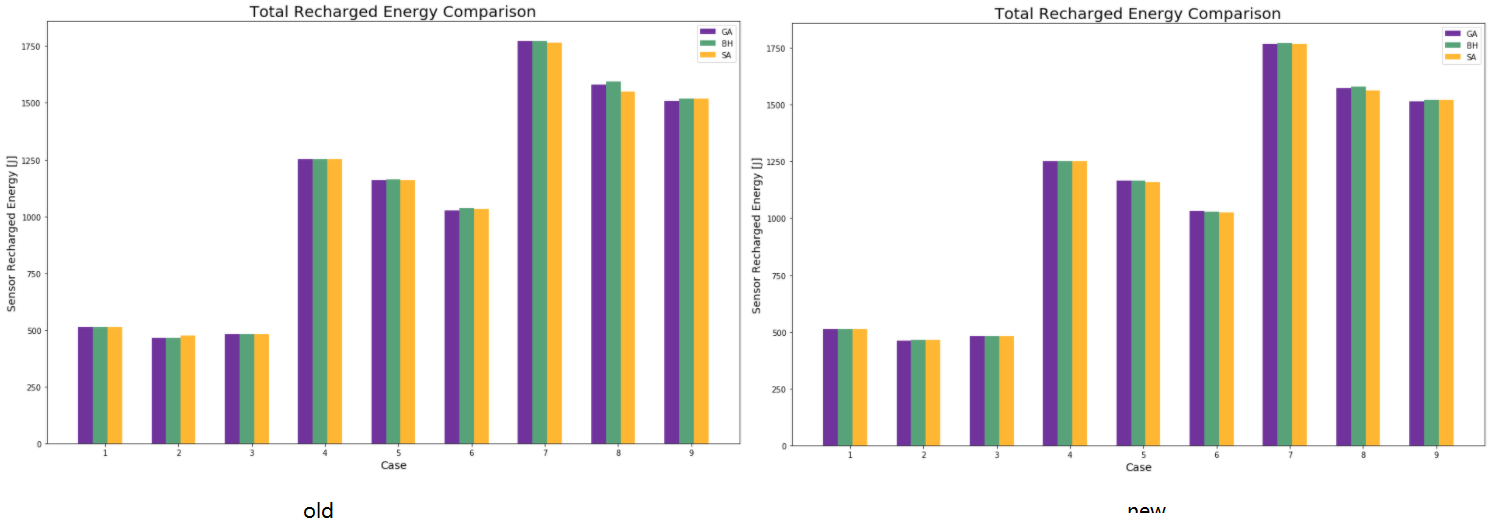 Total Recharged Energy Comparison
Sensor Recharged Energy [J]
1750
1500
1250
1000
750
500
250
0
GA
BH
SA
1 2 3 4 5 6 7 8 9
Case
old
Total Recharged Energy Comparison
Sensor Recharged Energy [J]
1750
1500
1250
1000
750
500
250
0
GA
BH
SA
1 2 3 4 5 6 7 8 9
Case
new